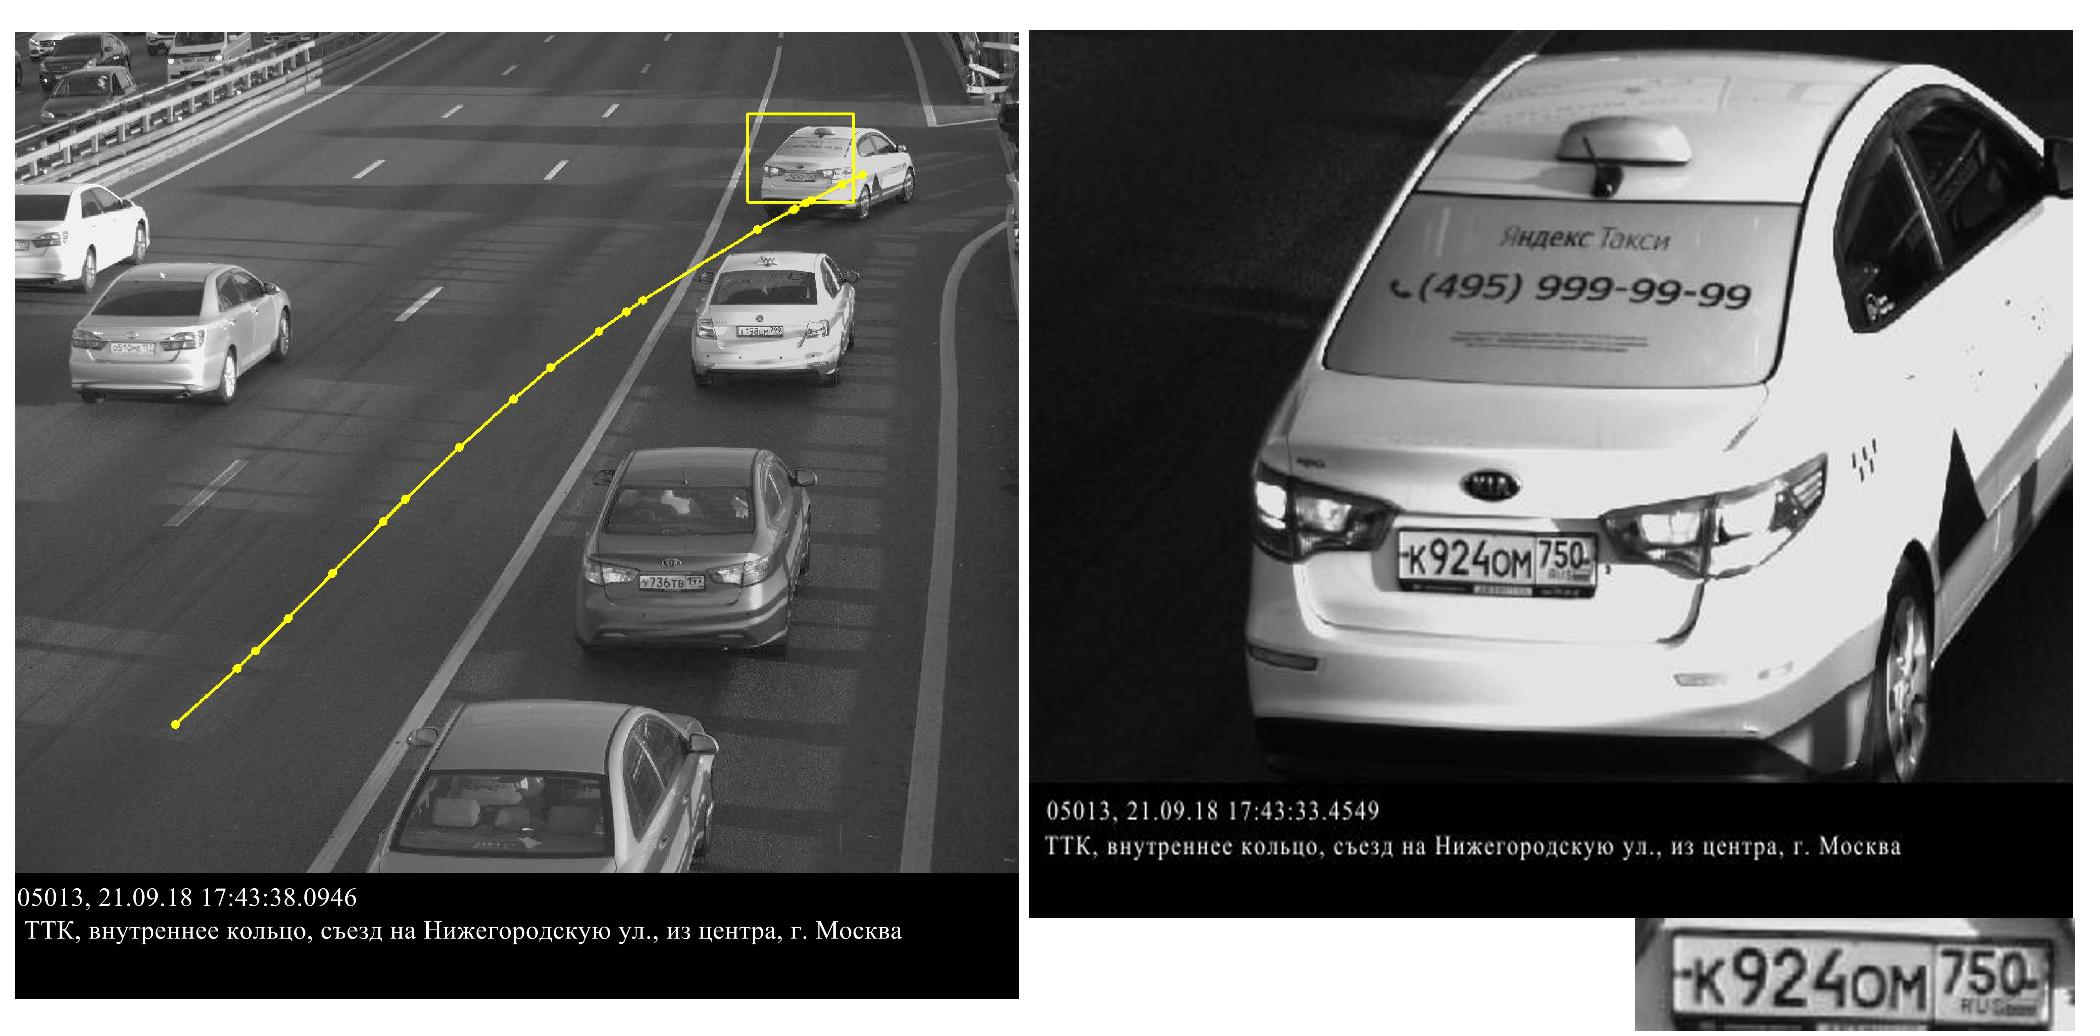 У736ТВ 197
05013, 21.09.18 17:43:38.0946
ТТК, внутреннее кольцо, съезд на Нижегородскую ул., из центра, г. Москва
Яндекс Такси
(495) 999-99-99
KIA
К924ОМ 750
RUS
05013, 21.09.18 17:43:33.4549
ТТК, внутреннее кольцо, съезд на Нижегородскую ул., из центра, г. Москва
К924ОМ 750
RUS